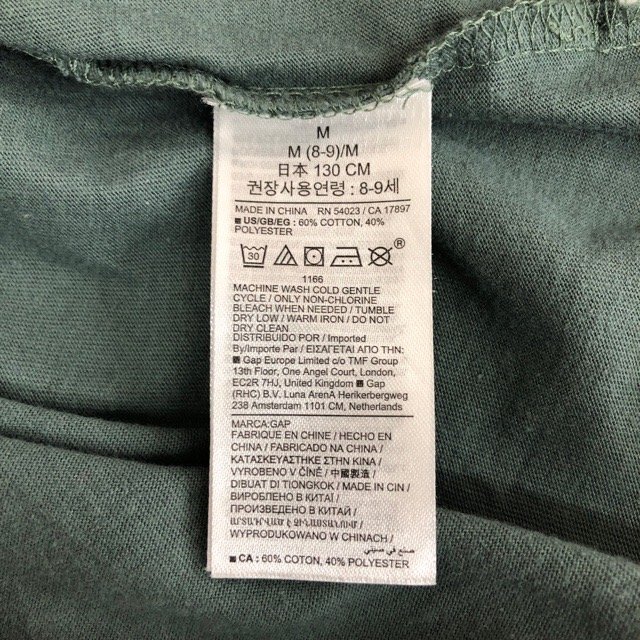 M
M (8-9)/M
日本 130 CM
권장사용연령 : 8-9세
MADE IN CHINA RN 54023 / CA 17897
■ US/GB/EG : 60% COTTON, 40%
POLYESTER
30 ®
1166
MACHINE WASH COLD GENTLE
CYCLE / ONLY NON-CHLORINE
BLEACH WHEN NEEDED / TUMBLE
DRY LOW / WARM IRON / DO NOT
DRY CLEAN
DISTRIBUIDO POR / Imported
By/Importe Par / ΕΙΣΑΓΕΤΑΙ ΑΠΟ ΤΗΝ:
■ Gap Europe Limited c/o TMF Group
13th Floor, One Angel Court, London,
EC2R 7HJ, United Kingdom ■ Gap
(RHC) B.V. Luna ArenA Herikerbergweg
238 Amsterdam 1101 CM, Netherlands
MARCA:GAP
FABRIQUE EN CHINE / HECHO EN
CHINA / FABRICADO NA CHINA /
ΚΑΤΑΣΚΕΥΑΣΤΗΚΕ ΣΤΗΝ ΚΙΝΑ /
VYROBENO V ČÍNĚ / 中國製造 /
DIBUAT DI TIONGKOK / MADE IN CIN /
ВИРОБЛЕНО В КИТАЇ /
ПРОИЗВЕДЕНО В КИТАЙ /
ԱՐՏԱԴՐՎԱԾ Է ՉԻՆԱՍՏԱՆՈՒՄ /
WYPRODUKOWANO W CHINACH / صنع في صيني
■ CA : 60% COTON, 40% POLYESTER